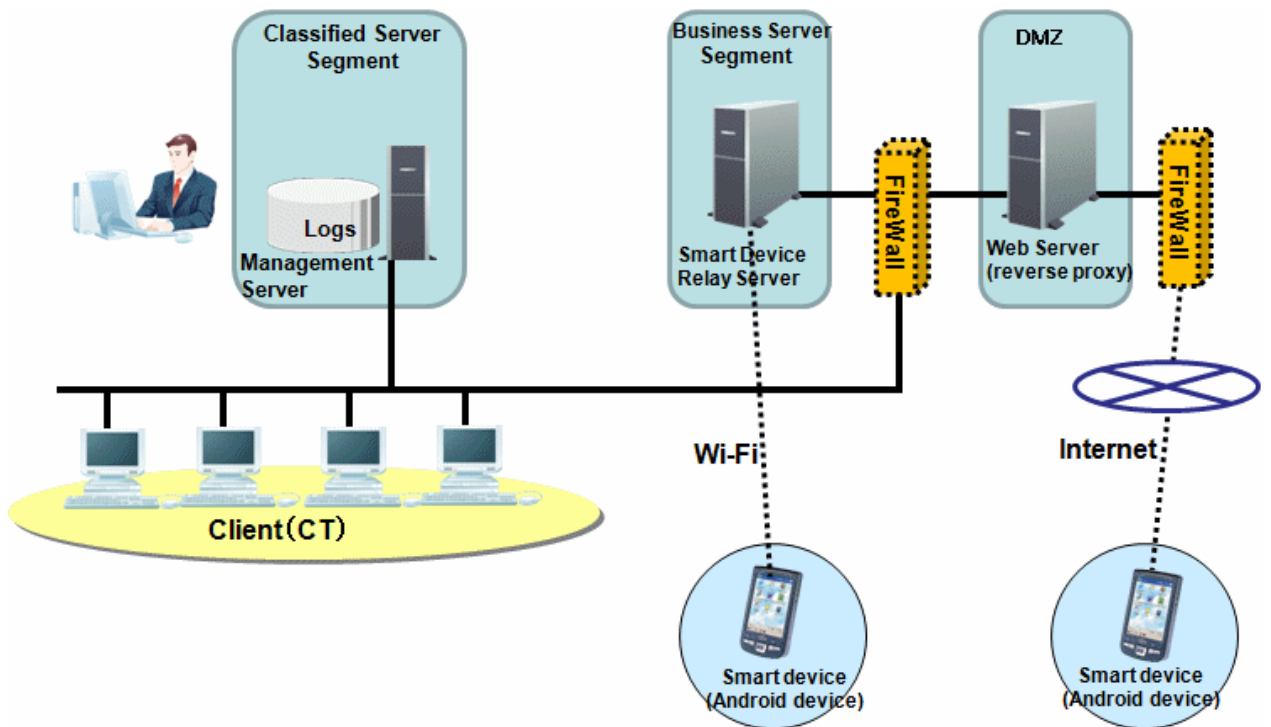 Classified Server
Segment
Logs
Management
Server
Business Server
Segment
Smart Device
Relay Server
FireWall
DMZ
Web Server
(reverse proxy)
FireWall
Wi-Fi
Internet
Client(CT)
Smart device
(Android device)
Smart device
(Android device)